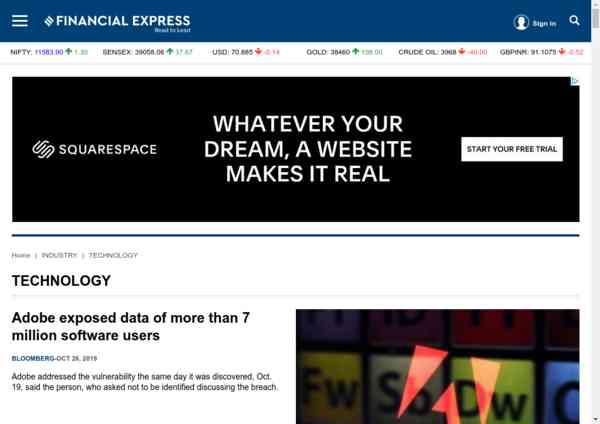 FINANCIAL EXPRESS
Read to Lead
Sign in
NIFTY: 11583.90 1.30 SENSEX: 39058.06 37.67 USD: 70.885 -0.14 GOLD: 38460 198.00 CRUDE OIL: 3968 -40.00 GBPINR: 91.1075 -0.52
SQUARESPACE
WHATEVER YOUR
DREAM, A WEBSITE
MAKES IT REAL
START YOUR FREE TRIAL
Home | INDUSTRY | TECHNOLOGY
TECHNOLOGY
Adobe exposed data of more than 7
million software users
BLOOMBERG-OCT 26, 2019
Adobe addressed the vulnerability the same day it was discovered, Oct.
19, said the person, who asked not to be identified discussing the breach.
Fw Sb Dw